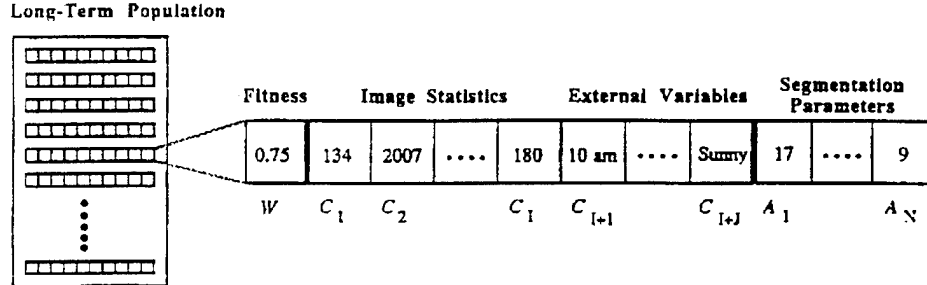 Long-Term Population
Fitness Image Statistics External Variables Segmentation Parameters
0.75 134 2007 .... 180 10 am .... Sunny 17 .... 9
W C1 C2 CI CI+1 CI+J A1 AN